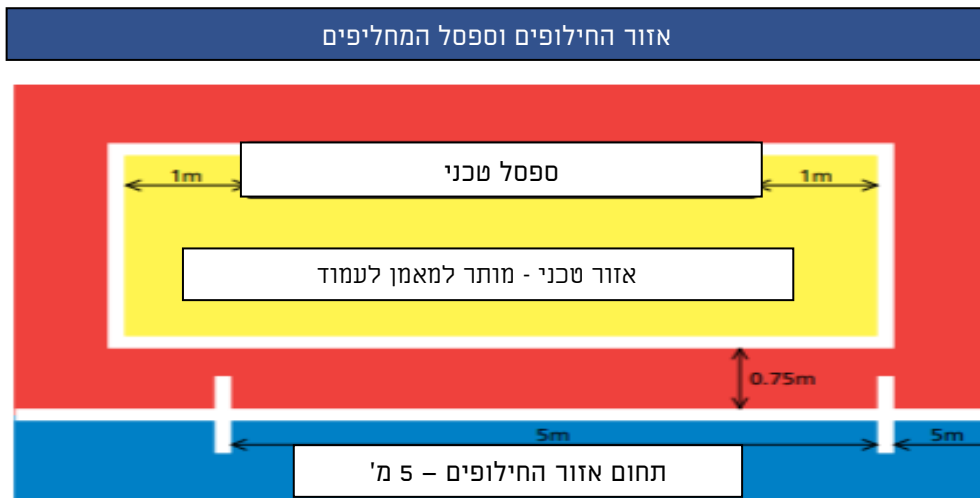 אזור החילופים וספסל המחליפים
ספסל טכני
1m
1m
אזור טכני - מותר למאמן לעמוד
0.75m
5m
5m
תחום אזור החילופים – 5 מ'